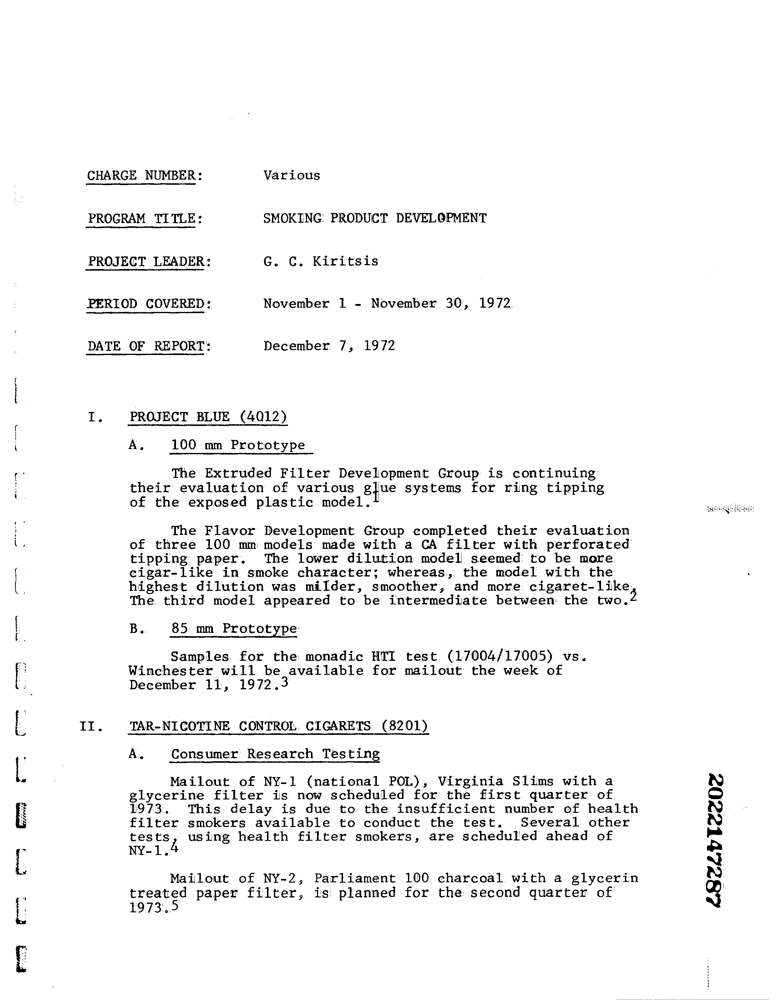 CHARGE NUMBER: Various
PROGRAM TITLE: SMOKING PRODUCT DEVELOPMENT
PROJECT LEADER: G. C. Kiritsis
PERIOD COVERED: November 1 - November 30, 1972
DATE OF REPORT: December 7, 1972
I. PROJECT BLUE (4012)
A. 100 mm Prototype
The Extruded Filter Development Group is continuing
their evaluation of various glue systems for ring tipping
of the exposed plastic model.1
The Flavor Development Group completed their evaluation
of three 100 mm models made with a CA filter with perforated
tipping paper. The lower dilution model seemed to be more
cigar-like in smoke character; whereas, the model with the
highest dilution was milder, smoother, and more cigaret-like.
The third model appeared to be intermediate between the two.2
B. 85 mm Prototype
Samples for the monadic HTI test (17004/17005) vs.
Winchester will be available for mailout the week of
December 11, 1972.3
II. TAR-NICOTINE CONTROL CIGARETS (8201)
A. Consumer Research Testing
Mailout of NY-1 (national POL), Virginia Slims with a
glycerine filter is now scheduled for the first quarter of
1973. This delay is due to the insufficient number of health
filter smokers available to conduct the test. Several other
tests, using health filter smokers, are scheduled ahead of
NY-1.4
Mailout of NY-2, Parliament 100 charcoal with a glycerin
treated paper filter, is planned for the second quarter of
1973.5
2022147287